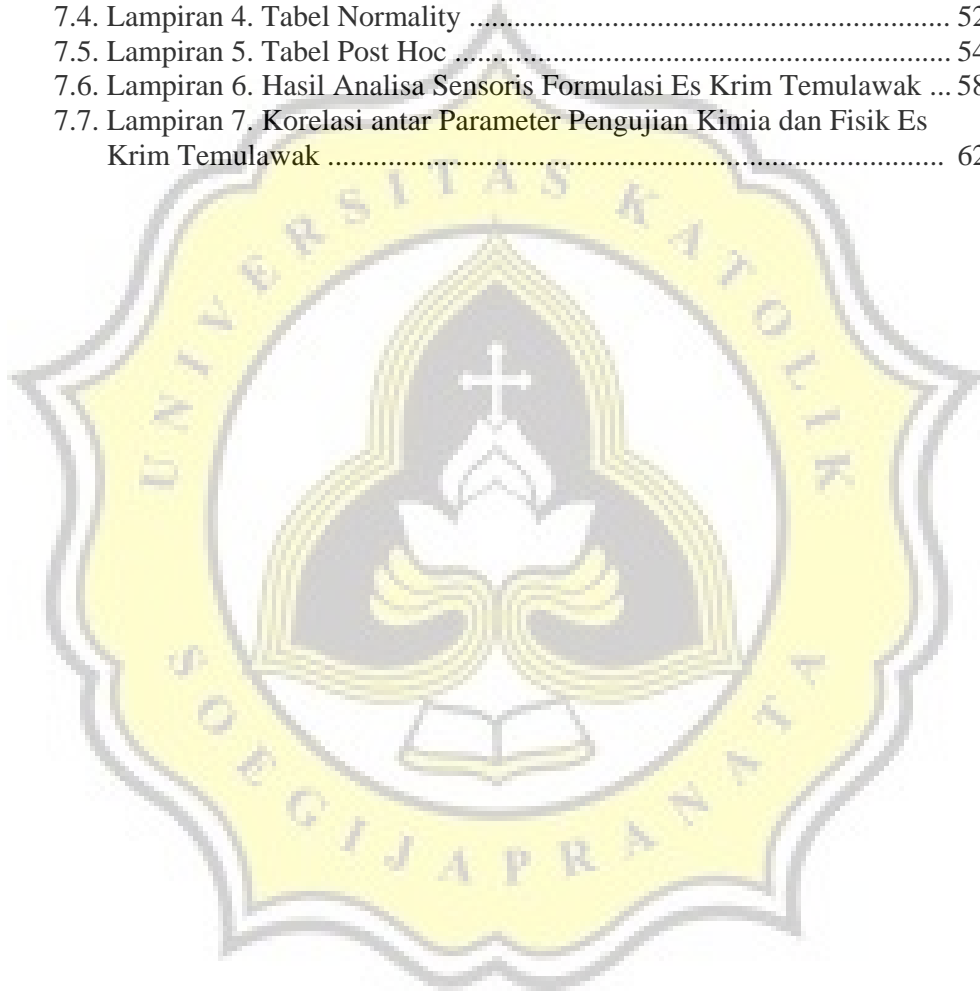 7.4. Lampiran 4. Tabel Normality ................................................................ 52
7.5. Lampiran 5. Tabel Post Hoc .................................................................. 54
7.6. Lampiran 6. Hasil Analisa Sensoris Formulasi Es Krim Temulawak ... 58
7.7. Lampiran 7. Korelasi antar Parameter Pengujian Kimia dan Fisik Es
Krim Temulawak .................................................................................... 62
UNIVERSITAS KATOLIK
SOEGIJAPRANATA